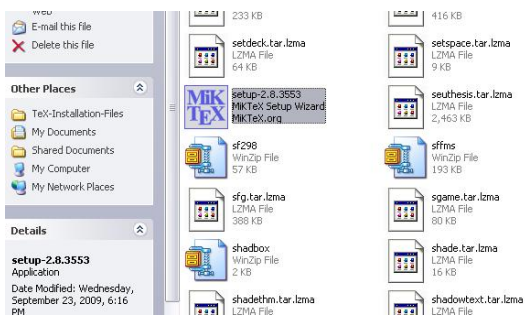 Web
E-mail this file
Delete this file
Other Places
TeX-Installation-Files
My Documents
Shared Documents
My Computer
My Network Places
Details
setup-2.8.3553
Application
Date Modified: Wednesday,
September 23, 2009, 6:16
PM
233 KB
416 KB
setdeck.tar.lzma
LZMA File
64 KB
setspace.tar.lzma
LZMA File
9 KB
MiK
TEX
setup-2.8.3553
MiKTeX Setup Wizard
MiKTeX.org
seuthesis.tar.lzma
LZMA File
2,463 KB
sf298
WinZip File
57 KB
sffms
WinZip File
193 KB
sfg.tar.lzma
LZMA File
388 KB
sgame.tar.lzma
LZMA File
80 KB
shadbox
WinZip File
2 KB
shade.tar.lzma
LZMA File
16 KB
shadethm.tar.lzma
LZMA File
shadowtext.tar.lzma
LZMA File